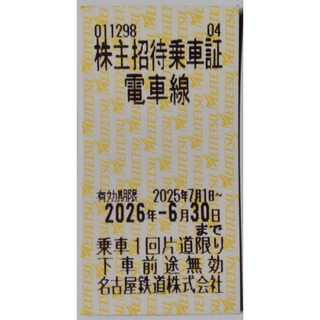 011298 04
株主招待乗車証
電車線
有効期限 2025年7月1日～
2026年-6月30日
まで
乗車1回片道限り
下車前途無効
名古屋鉄道株式会社